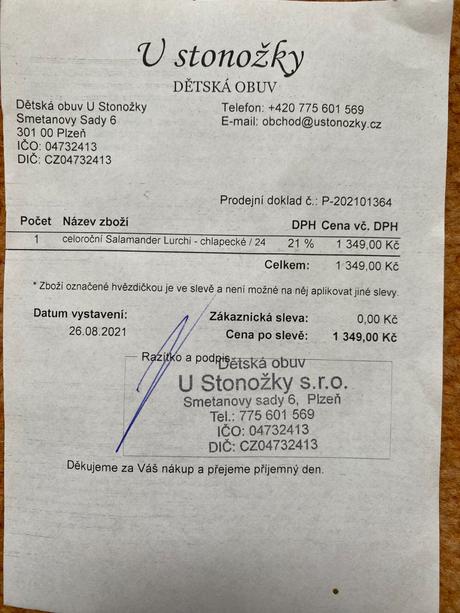 U stonožky
DĚTSKÁ OBUV
Dětská obuv U Stonožky
Smetanovy Sady 6
301 00 Plzeň
IČO: 04732413
DIČ: CZ04732413
Telefon: +420 775 601 569
E-mail: obchod@ustonozky.cz
Prodejní doklad č.: P-202101364
Počet Název zboží DPH Cena vč. DPH
1 celoroční Salamander Lurchi - chlapecké / 24 21 % 1 349,00 Kč
Celkem: 1 349,00 Kč
* Zboží označené hvězdičkou je ve slevě a není možné na něj aplikovat jiné slevy.
Datum vystavení:
26.08.2021
Zákaznická sleva: 0,00 Kč
Cena po slevě: 1 349,00 Kč
Razítko a podpis
Dětská obuv
U Stonožky s.r.o.
Smetanovy sady 6, Plzeň
Tel.: 775 601 569
IČO: 04732413
DIČ: CZ04732413
Děkujeme za Váš nákup a přejeme příjemný den.